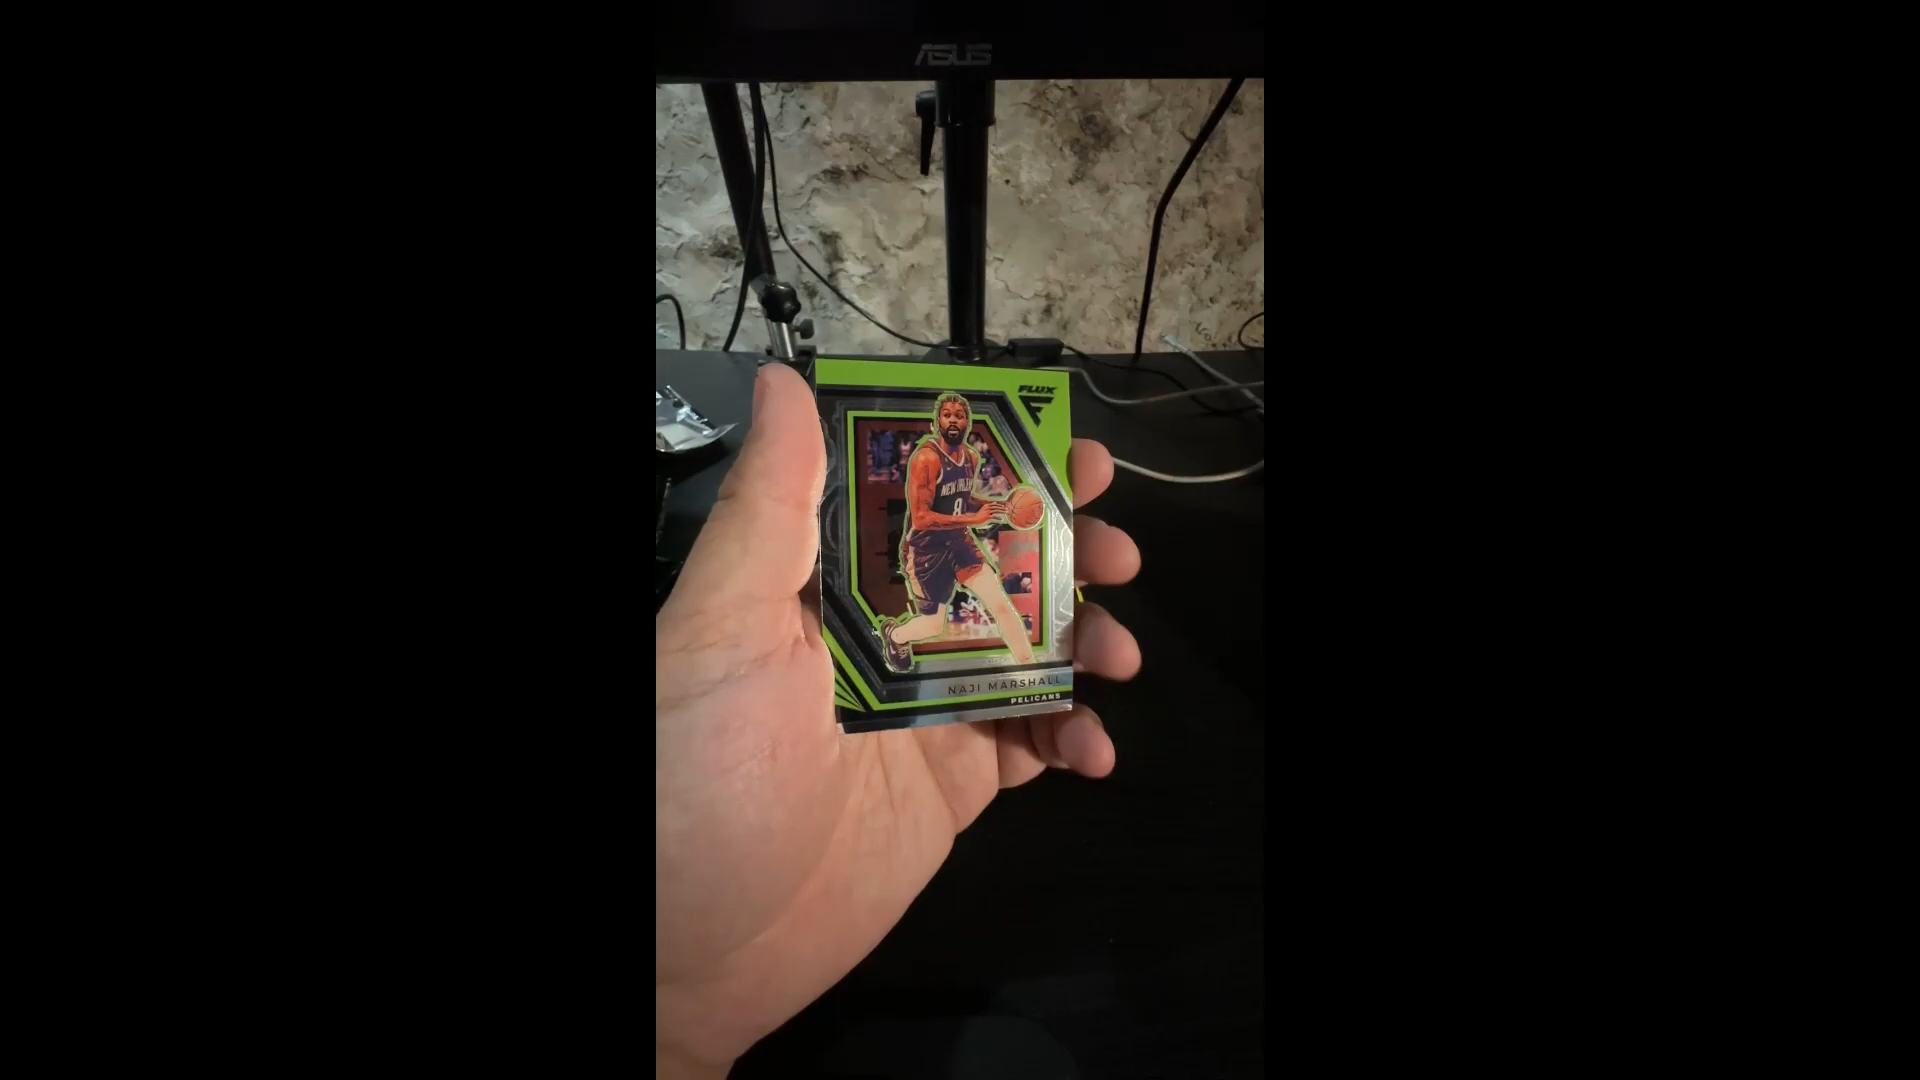 ASUS
FLUX
NEW ORLEANS
8
NAJI MARSHALL
PELICANS